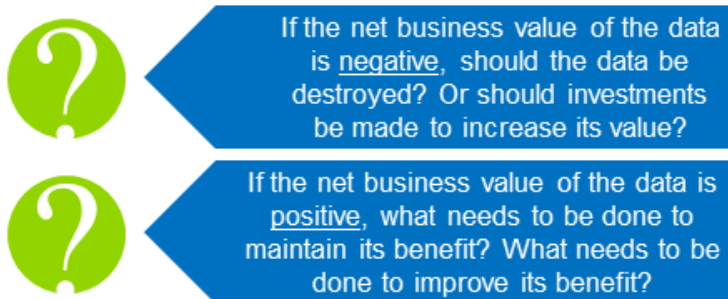 ?
If the net business value of the data
is negative, should the data be
destroyed? Or should investments
be made to increase its value?
?
If the net business value of the data is
positive, what needs to be done to
maintain its benefit? What needs to be
done to improve its benefit?